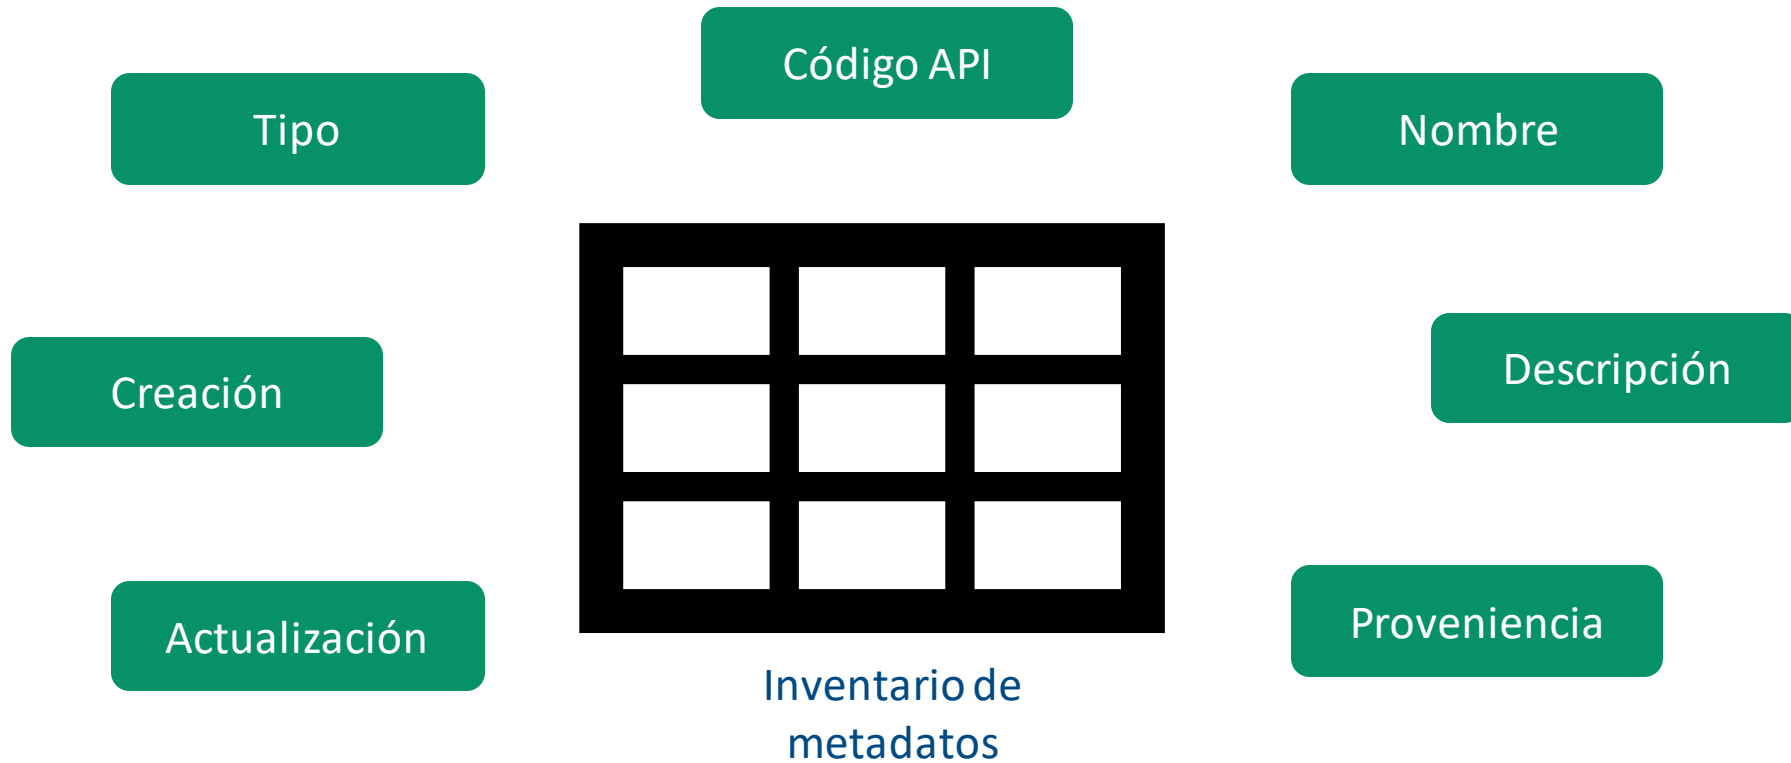 Código API
Tipo
Nombre
Creación
Descripción
Actualización
Proveniencia
Inventario de
metadatos